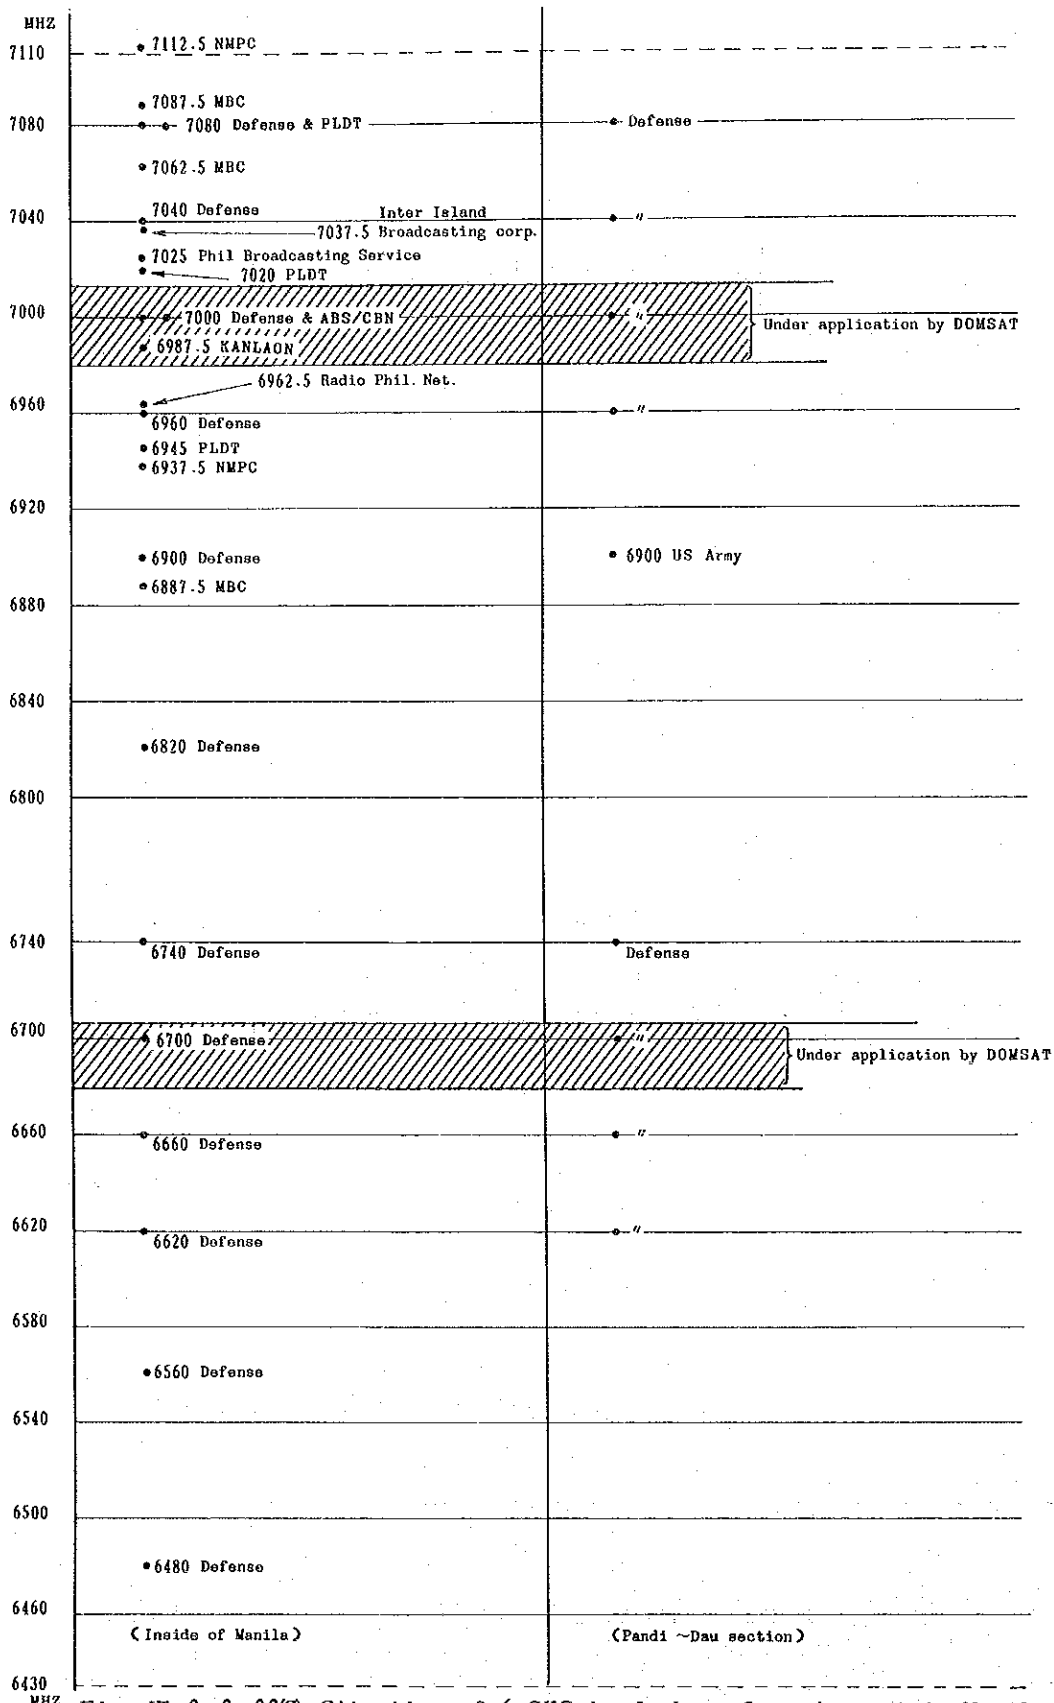 MHZ
7112.5 NMPC
7110
7087.5 MBC
7080
7080 Defense & PLDT
Defense
7062.5 MBC
7040 Defense
Inter Island
7040
"
7037.5 Broadcasting corp.
7025 Phil Broadcasting Service
7020 PLDT
7000
7000 Defense & ABS/CBN
"
Under application by DOMSAT
6987.5 KANLAON
6962.5 Radio Phil. Net.
6960
"
6960 Defense
6945 PLDT
6937.5 NMPC
6920
6900 Defense
6900 US Army
6887.5 MBC
6880
6840
6820 Defense
6800
6740
6740 Defense
Defense
6700
6700 Defense
"
Under application by DOMSAT
6660
"
6660 Defense
6620
"
6620 Defense
6580
6560 Defense
6540
6500
6480 Defense
6460
(Inside of Manila)
(Pandi ~Dau section)
6430
MHZ